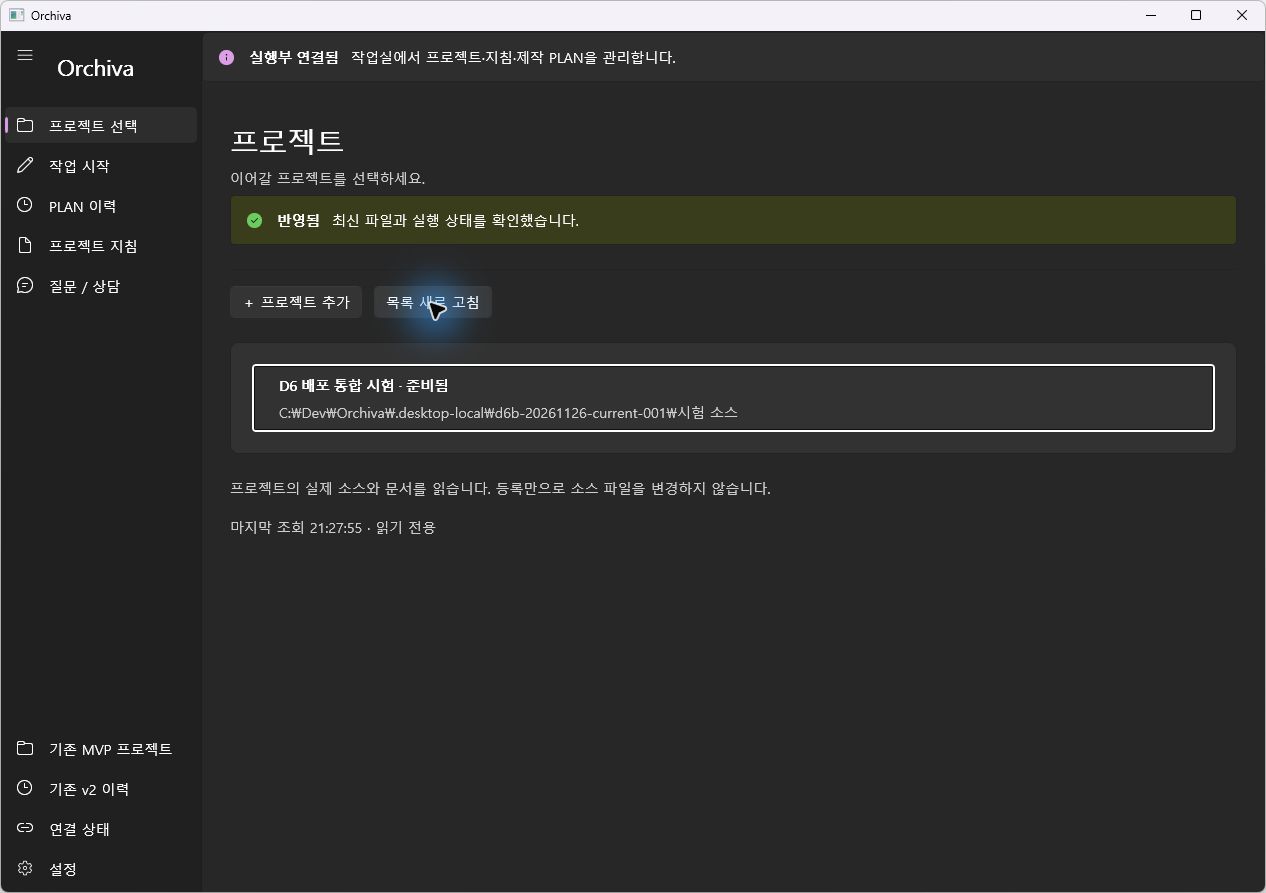 Orchiva
Orchiva
실행부 연결됨 작업실에서 프로젝트·지침·제작 PLAN을 관리합니다.
프로젝트 선택
작업 시작
PLAN 이력
프로젝트 지침
질문 / 상담
프로젝트
이어갈 프로젝트를 선택하세요.
반영됨 최신 파일과 실행 상태를 확인했습니다.
+ 프로젝트 추가
목록 새로 고침
D6 배포 통합 시험 · 준비됨
C:₩Dev₩Orchiva₩.desktop-local₩d6b-20261126-current-001₩시험 소스
프로젝트의 실제 소스와 문서를 읽습니다. 등록만으로 소스 파일을 변경하지 않습니다.
마지막 조회 21:27:55 · 읽기 전용
기존 MVP 프로젝트
기존 v2 이력
연결 상태
설정